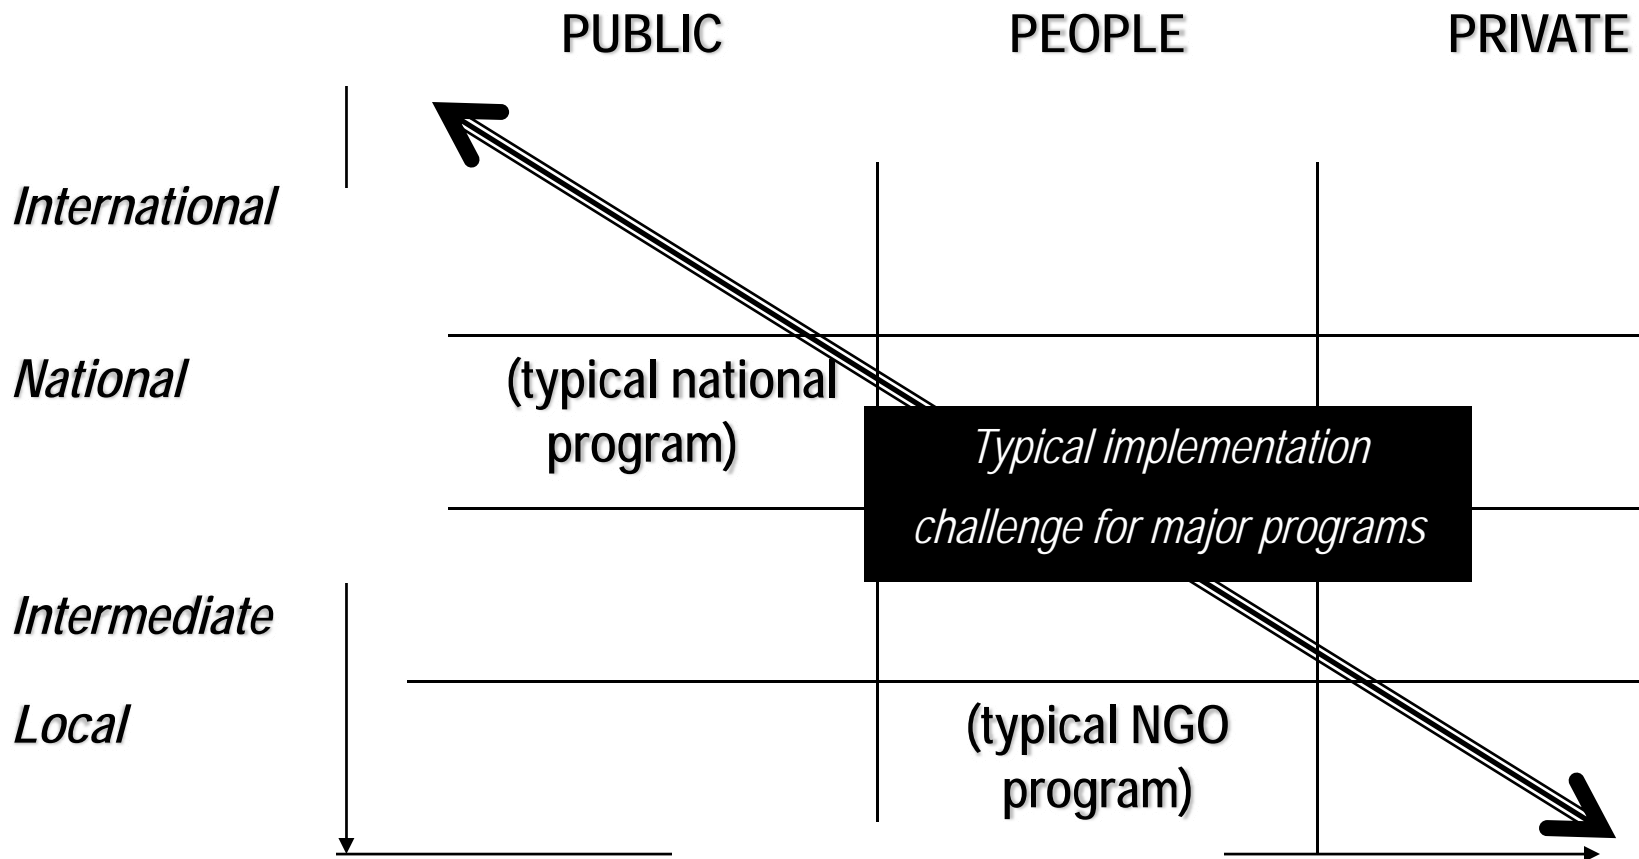 PUBLIC PEOPLE PRIVATE
International
National
(typical national
program)
Typical implementation
challenge for major programs
Intermediate
Local
(typical NGO
program)